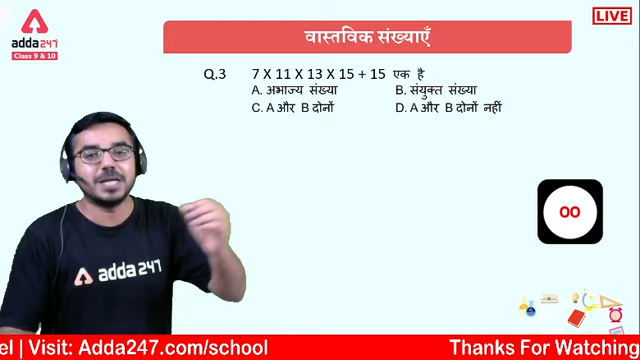 LIVE
adda247
Class 9 & 10
वास्तविक संख्याएँ
Q.3 7 X 11 X 13 X 15 + 15 एक है
A. अभाज्य संख्या B. संयुक्त संख्या
C. A और B दोनों D. A और B दोनों नहीं
00
adda247
el | Visit: Adda247.com/school Thanks For Watching